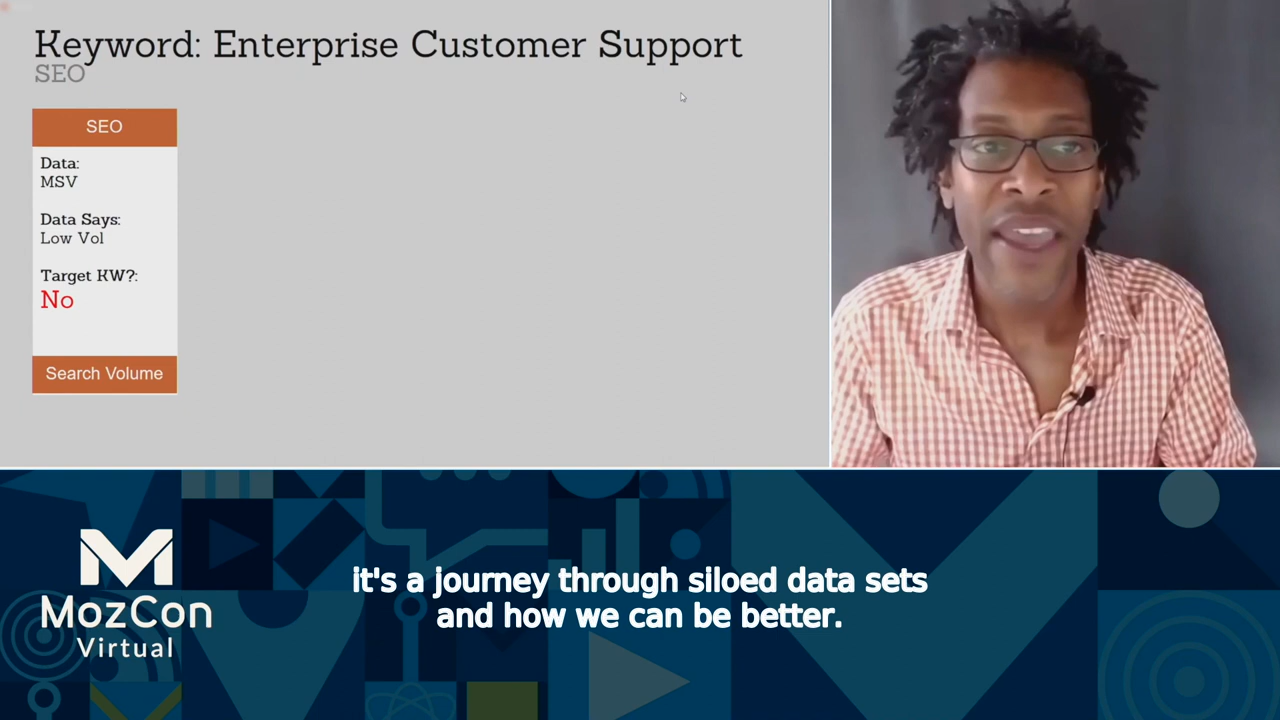 Keyword: Enterprise Customer Support
SEO
SEO
Data:
MSV
Data Says:
Low Vol
Target KW?:
No
Search Volume
MozCon
Virtual
it's a journey through siloed data sets
and how we can be better.